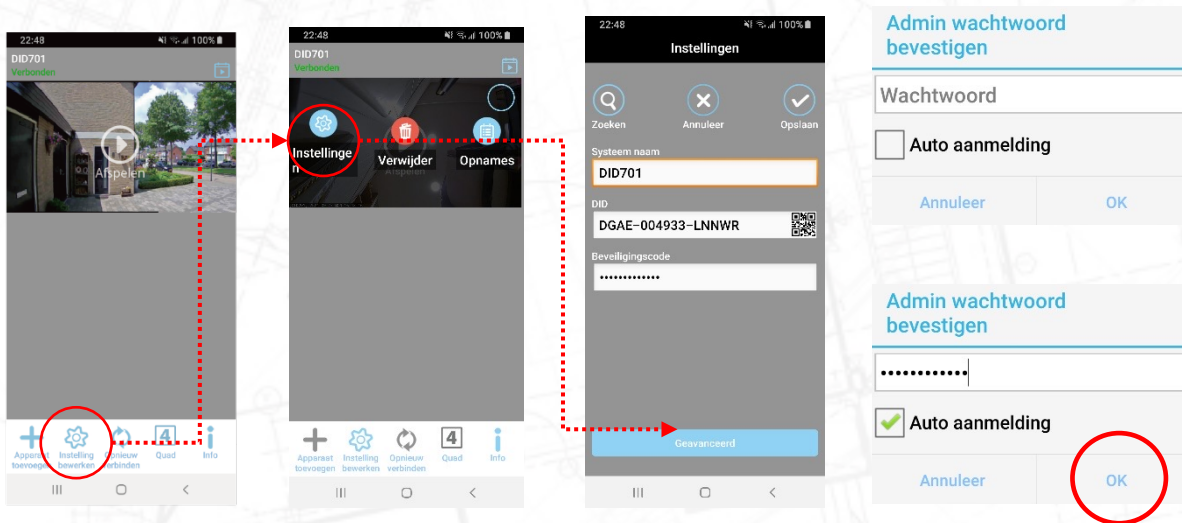 22:48 100%
DID701
Verbonden
Afspelen
Apparaat toevoegen
Instelling bewerken
Opnieuw verbinden
4
Quad
i
Info
22:48 100%
DID701
Verbonden
Instellinge
n
Verwijder
Opnames
Afspelen
Apparaat toevoegen
Instelling bewerken
Opnieuw verbinden
4
Quad
i
Info
22:48 100%
Instellingen
Zoeken
Annuleer
Opslaan
Systeem naam
DID701
DID
DGAE-004933-LNNWR
Beveiligingscode
•••••••••••••
Geavanceerd
Admin wachtwoord
bevestigen
Wachtwoord
Auto aanmelding
Annuleer OK
Admin wachtwoord
bevestigen
••••••••••••
Auto aanmelding
Annuleer OK